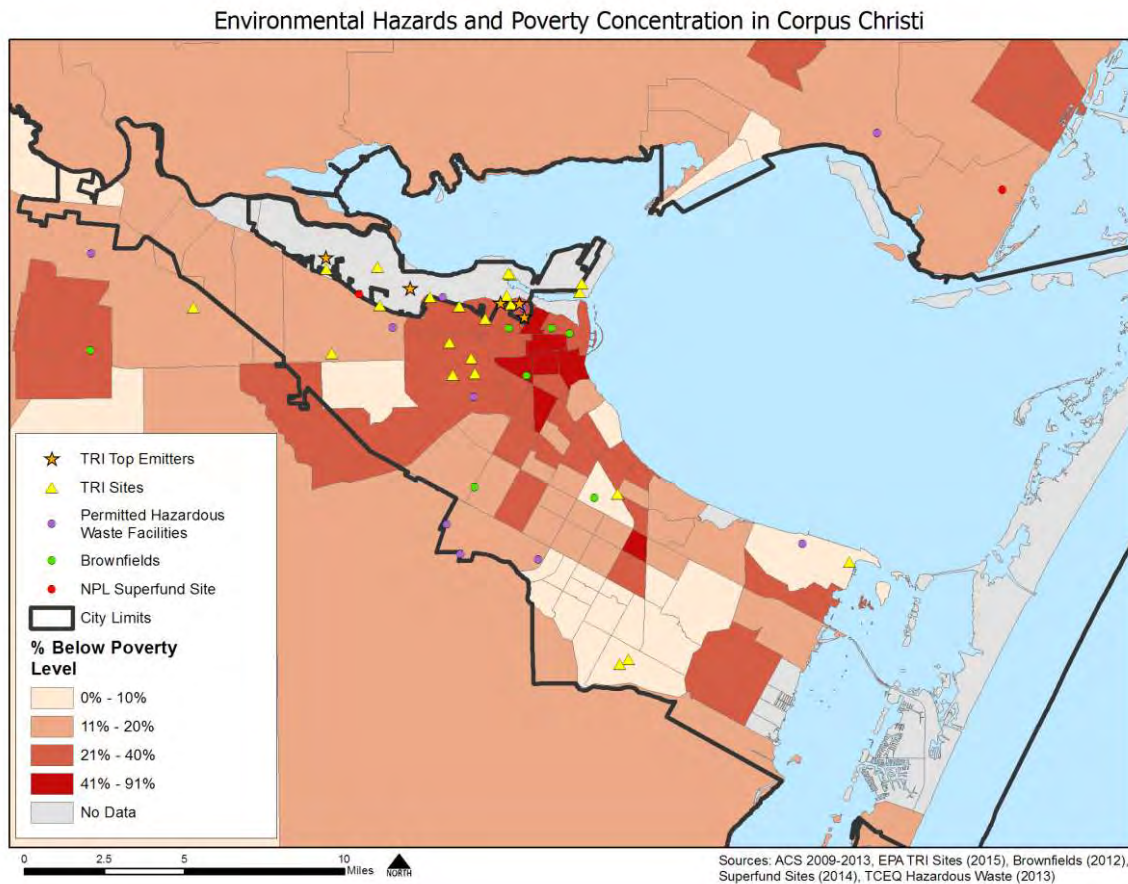 Environmental Hazards and Poverty Concentration in Corpus Christi
TRI Top Emitters
TRI Sites
Permitted Hazardous
Waste Facilities
Brownfields
NPL Superfund Site
City Limits
% Below Poverty
Level
0% - 10%
11% - 20%
21% - 40%
41% - 91%
No Data
0 2.5 5 10
Miles
NORTH
Sources: ACS 2009-2013, EPA TRI Sites (2015), Brownfields (2012),
Superfund Sites (2014), TCEQ Hazardous Waste (2013)